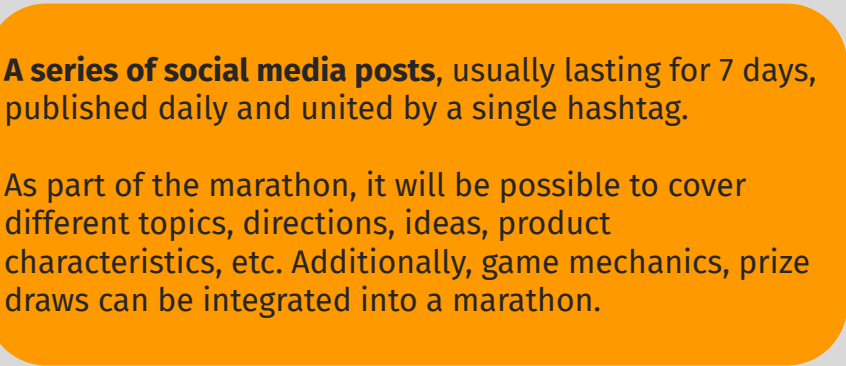 A series of social media posts, usually lasting for 7 days,
published daily and united by a single hashtag.
As part of the marathon, it will be possible to cover
different topics, directions, ideas, product
characteristics, etc. Additionally, game mechanics, prize
draws can be integrated into a marathon.